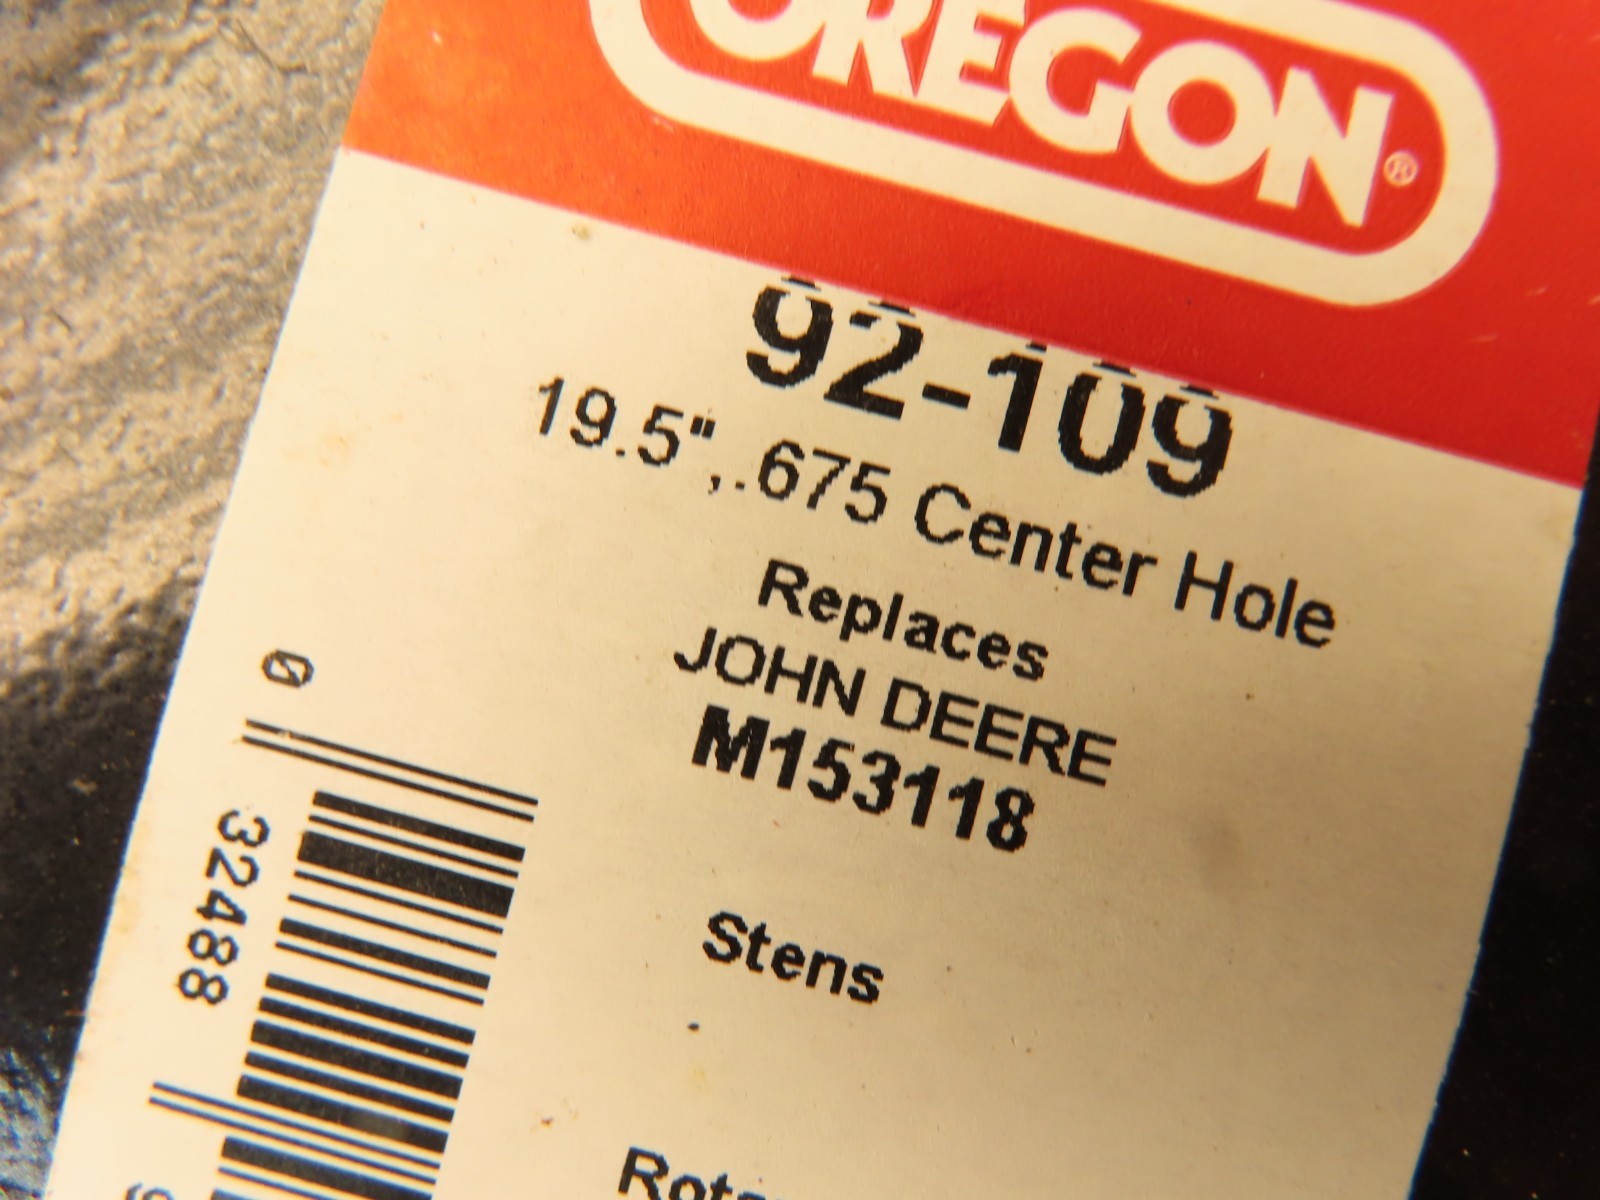 OREGON®
92-109
19.5",.675 Center Hole
Replaces
JOHN DEERE
M153118
Stens
0
32488